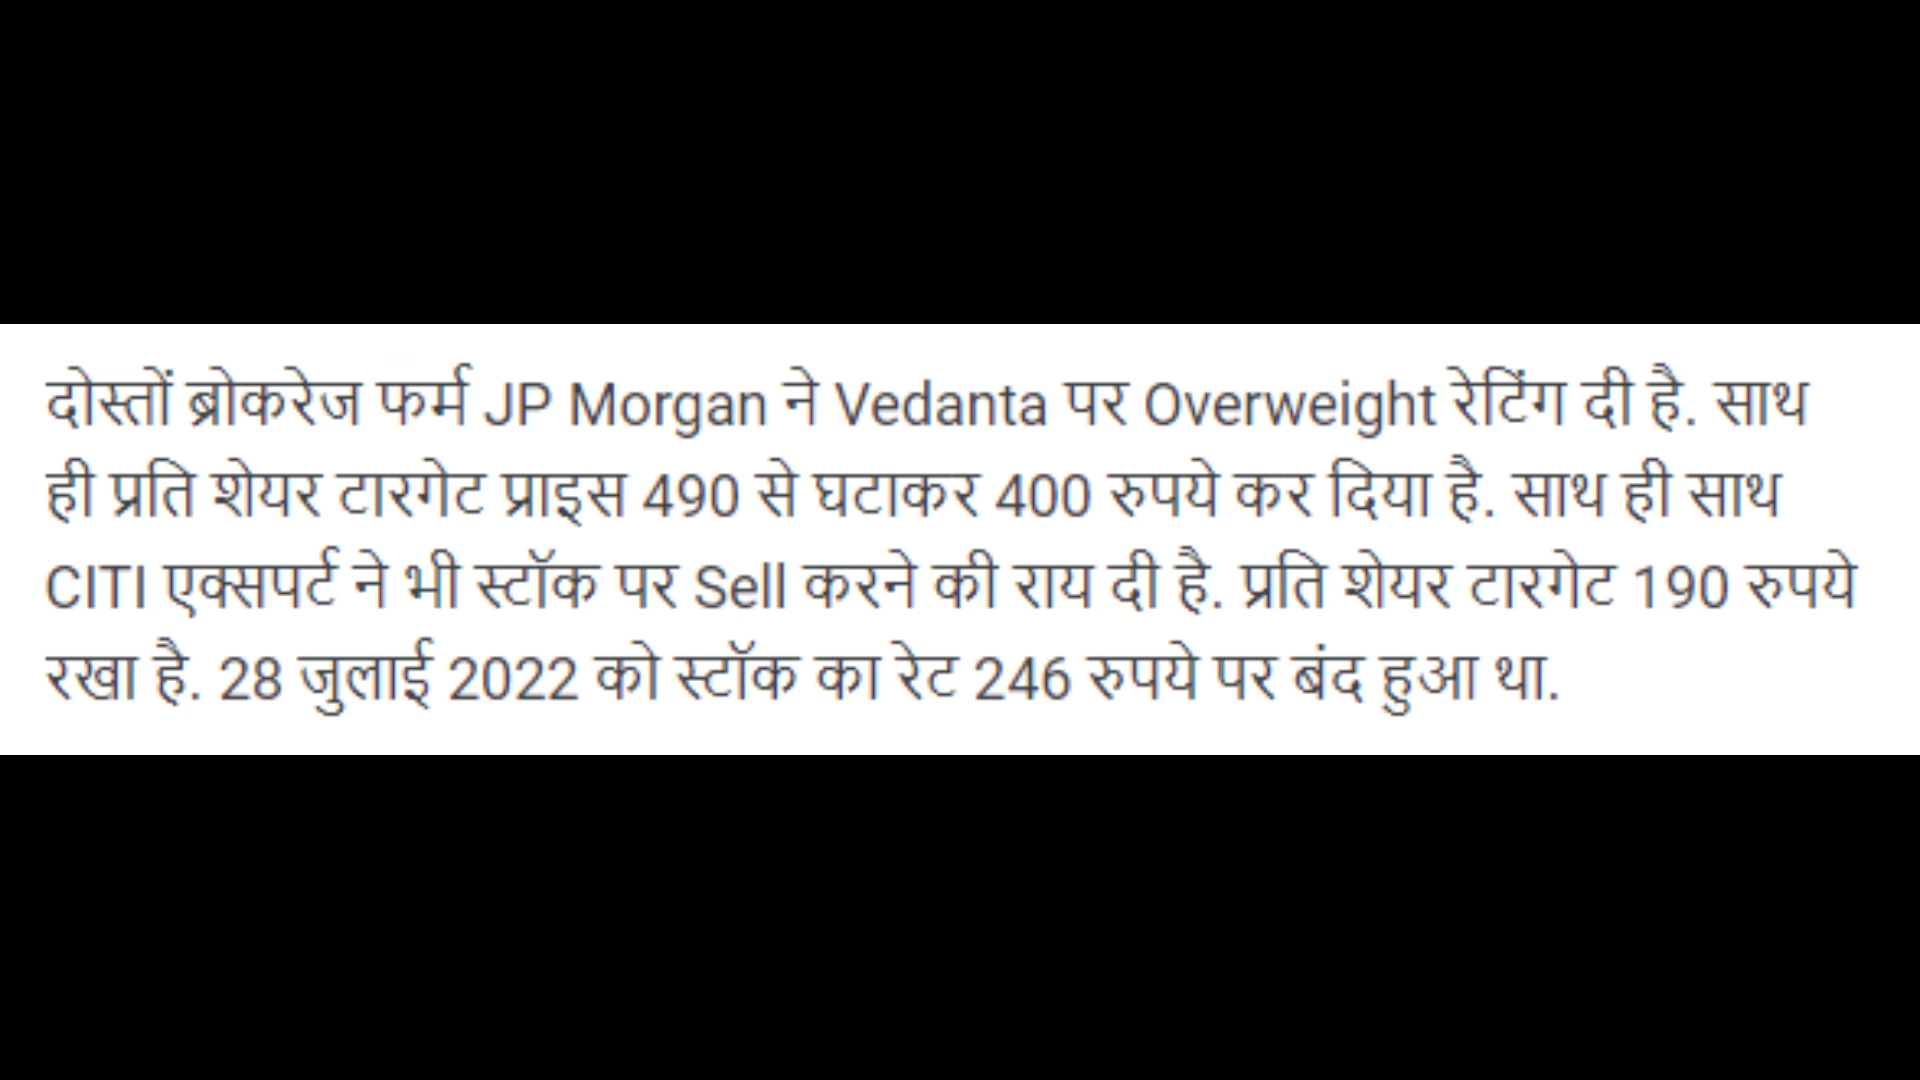 दोस्तों ब्रोकरेज फर्म JP Morgan ने Vedanta पर Overweight रेटिंग दी है. साथ
ही प्रति शेयर टारगेट प्राइस 490 से घटाकर 400 रुपये कर दिया है. साथ ही साथ
CITI एक्सपर्ट ने भी स्टॉक पर Sell करने की राय दी है. प्रति शेयर टारगेट 190 रुपये
रखा है. 28 जुलाई 2022 को स्टॉक का रेट 246 रुपये पर बंद हुआ था.